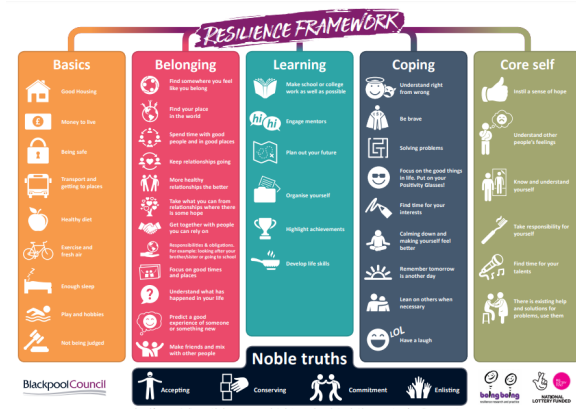 RESILIENCE FRAMEWORK
Basics
Good Housing
£
Money to live
Being safe
Transport and
getting to places
Healthy diet
Exercise and
fresh air
Enough sleep
Play and hobbies
Not being judged
Belonging
Find somewhere you feel
like you belong
Find your place
in the world
Spend time with good
people and in good places
Keep relationships going
More healthy
relationships the better
Take what you can from
relationships where there
is some hope
Get together with people
you can rely on
Responsibilities & obligations.
For example: looking after your
brother/sister or going to school
Focus on good times
and places
?
Understand what has
happened in your life
Predict a good
experience of someone
or something new
Make friends and mix
with other people
Learning
Make school or college
work as well as possible
hi hi
Engage mentors
Plan out your future
Organise yourself
Highlight achievements
Develop life skills
Coping
Understand right
from wrong
Be brave
Solving problems
Focus on the good things
in life. Put on your
Positivity Glasses!
Find time for your
interests
Calming down and
making yourself feel
better
Remember tomorrow
is another day
Lean on others when
necessary
LOL
Have a laugh
Core self
Instil a sense of hope
Understand other
people's feelings
Know and understand
yourself
Take responsibility for
yourself
Find time for your
talents
There is existing help
and solutions for
problems, use them
Noble truths
Accepting
Conserving
Commitment
Enlisting
BlackpoolCouncil
boingboing
NATIONAL
LOTTERY FUNDED